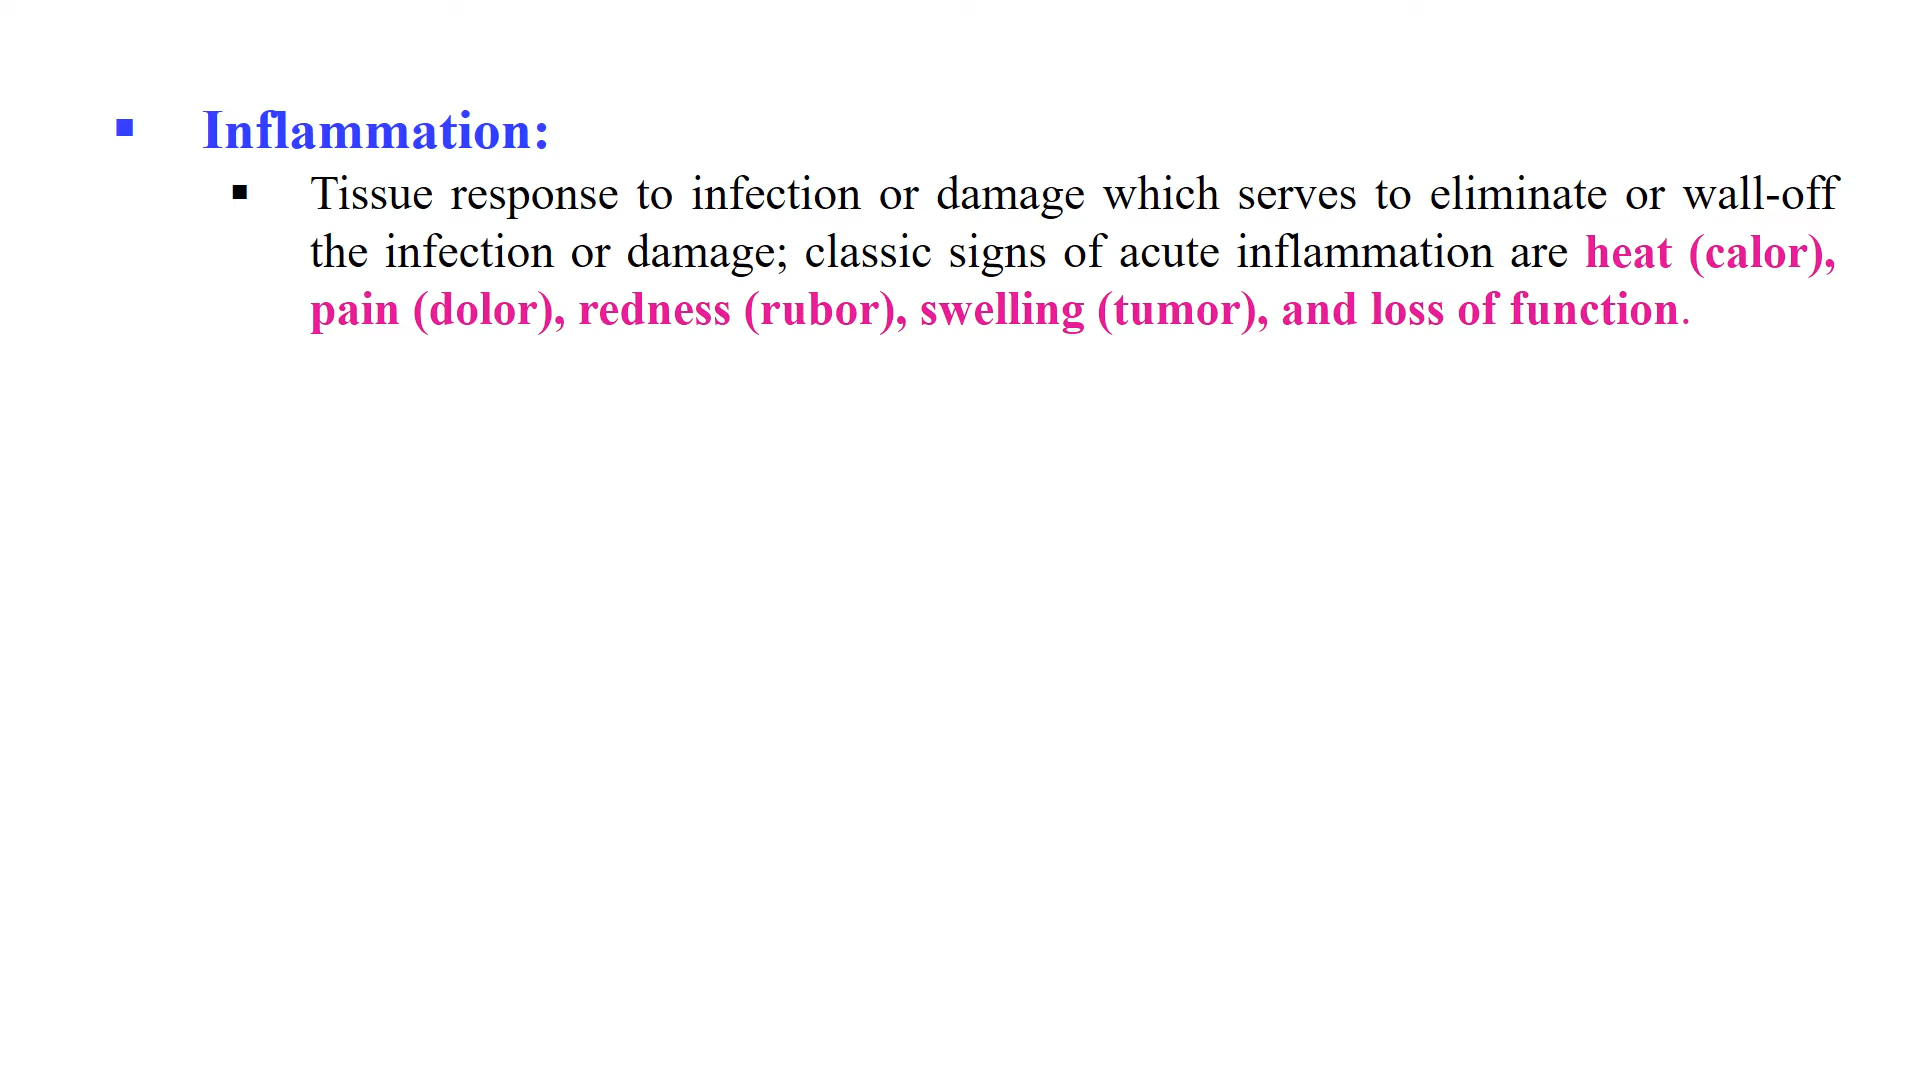 ▪ Inflammation:
▪ Tissue response to infection or damage which serves to eliminate or wall-off
the infection or damage; classic signs of acute inflammation are heat (calor),
pain (dolor), redness (rubor), swelling (tumor), and loss of function.